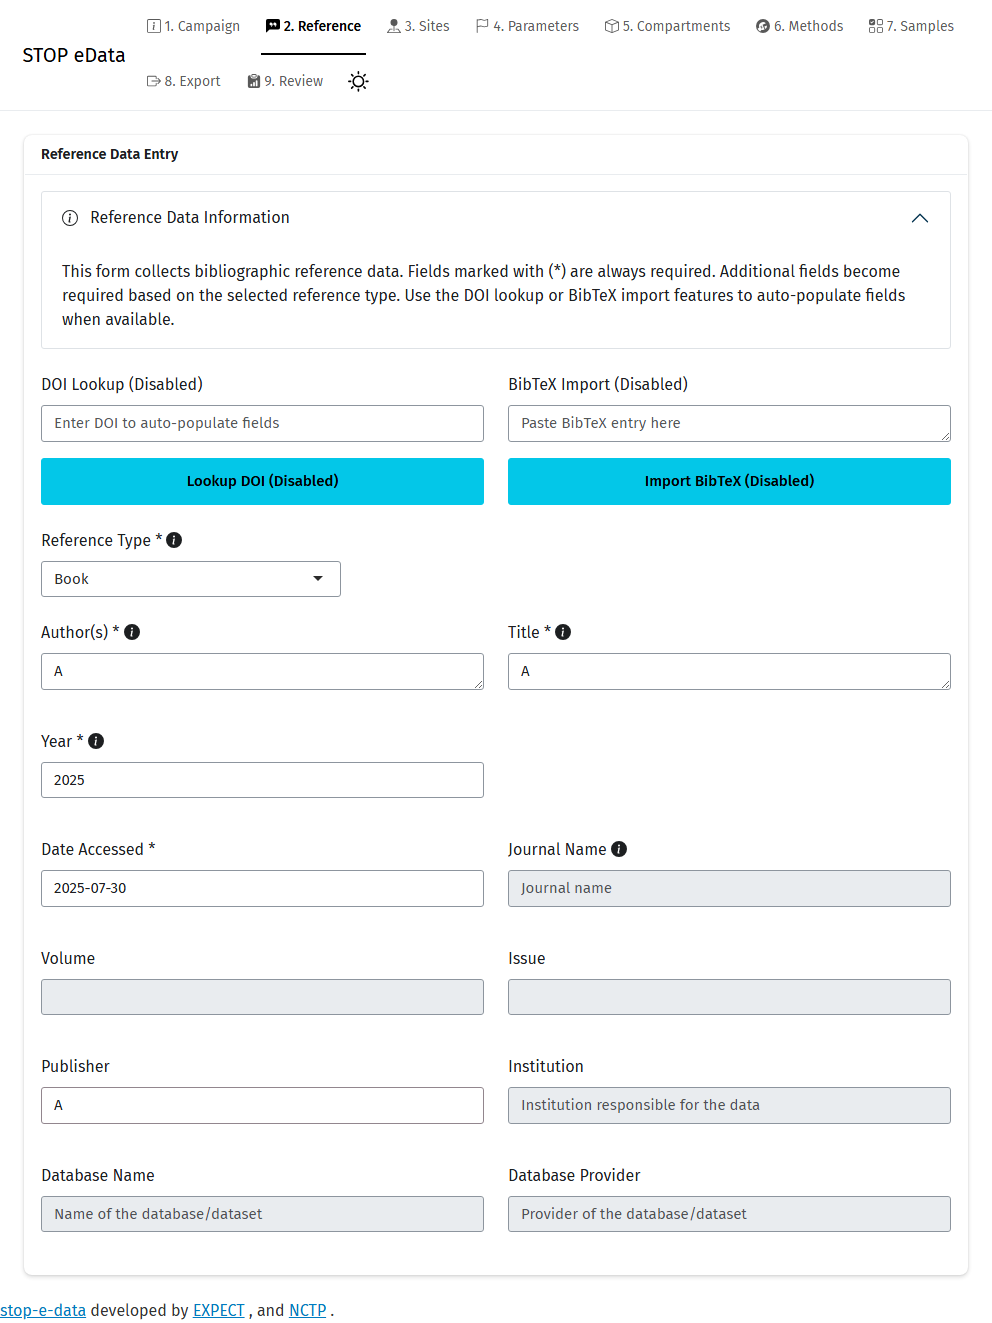 STOP eData
1. Campaign
2. Reference
3. Sites
4. Parameters
5. Compartments
6. Methods
7. Samples
8. Export
9. Review
Reference Data Entry
Reference Data Information
This form collects bibliographic reference data. Fields marked with (*) are always required. Additional fields become
required based on the selected reference type. Use the DOI lookup or BibTeX import features to auto-populate fields
when available.
DOI Lookup (Disabled)
BibTeX Import (Disabled)
Enter DOI to auto-populate fields
Paste BibTeX entry here
Lookup DOI (Disabled)
Import BibTeX (Disabled)
Reference Type *
Book
Author(s) *
Title *
A
A
Year *
2025
Date Accessed *
Journal Name
2025-07-30
Journal name
Volume
Issue
Publisher
Institution
A
Institution responsible for the data
Database Name
Database Provider
Name of the database/dataset
Provider of the database/dataset
stop-e-data developed by EXPECT , and NCTP .